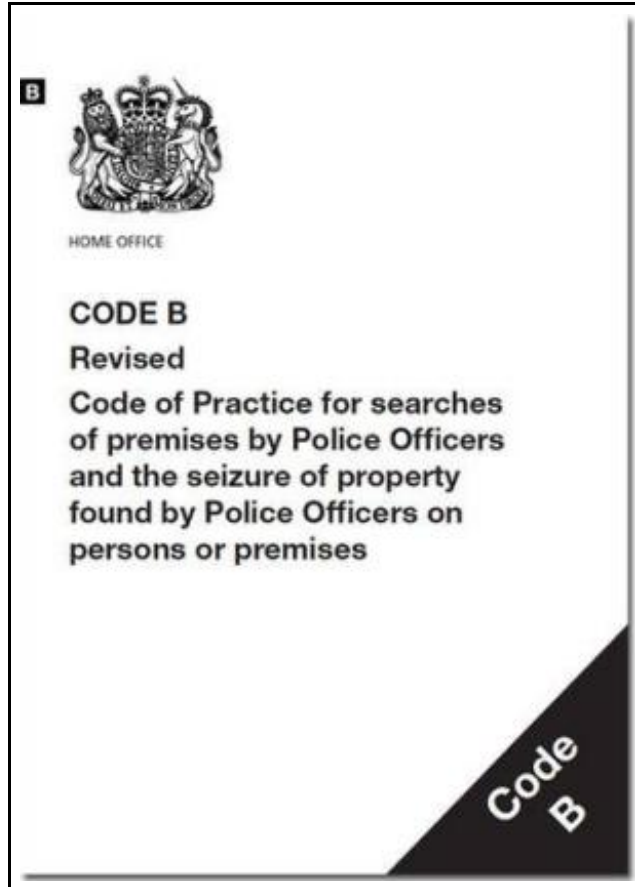 B
HOME OFFICE
CODE B
Revised
Code of Practice for searches
of premises by Police Officers
and the seizure of property
found by Police Officers on
persons or premises
Code
B